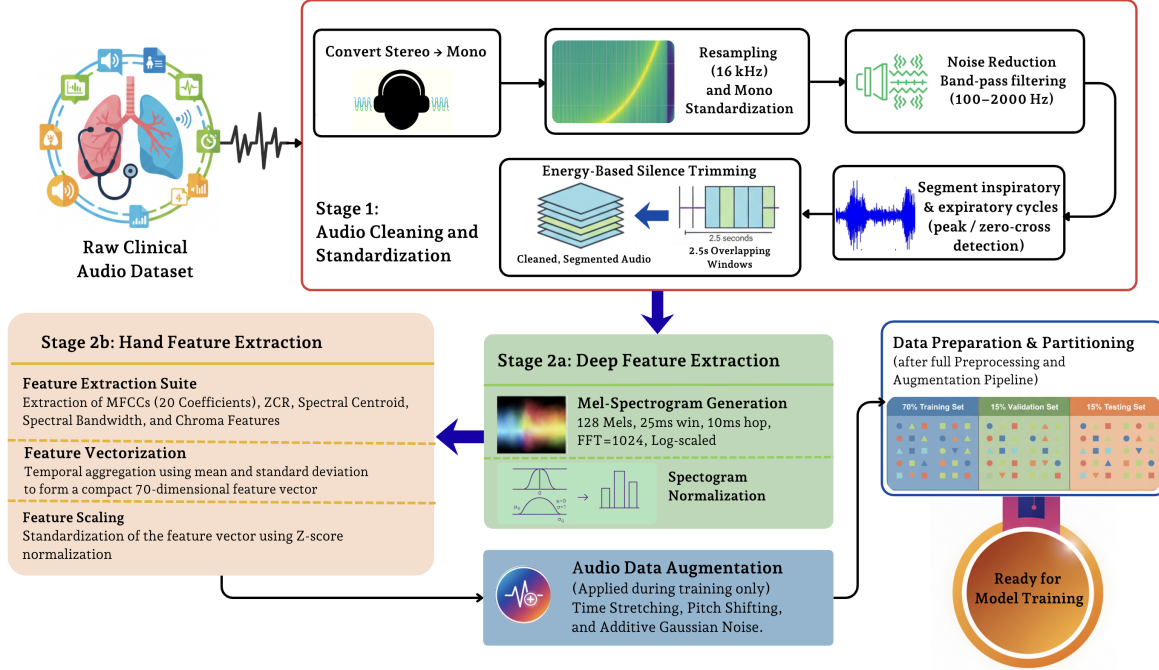 Raw Clinical
Audio Dataset
Convert Stereo → Mono
Resampling
(16 kHz)
and Mono
Standardization
Noise Reduction
Band-pass filtering
(100–2000 Hz)
Segment inspiratory
& expiratory cycles
(peak / zero-cross
detection)
Energy-Based Silence Trimming
2.5 seconds
2.5s Overlapping
Windows
Cleaned, Segmented Audio
Stage 1:
Audio Cleaning and
Standardization
Stage 2a: Deep Feature Extraction
Mel-Spectrogram Generation
128 Mels, 25ms win, 10ms hop,
FFT=1024, Log-scaled
Spectogram
Normalization
Stage 2b: Hand Feature Extraction
Feature Extraction Suite
Extraction of MFCCs (20 Coefficients), ZCR, Spectral Centroid,
Spectral Bandwidth, and Chroma Features
Feature Vectorization
Temporal aggregation using mean and standard deviation
to form a compact 70-dimensional feature vector
Feature Scaling
Standardization of the feature vector using Z-score
normalization
Audio Data Augmentation
(Applied during training only)
Time Stretching, Pitch Shifting,
and Additive Gaussian Noise.
Data Preparation & Partitioning
(after full Preprocessing and
Augmentation Pipeline)
70% Training Set
15% Validation Set
15% Testing Set
Ready for
Model Training